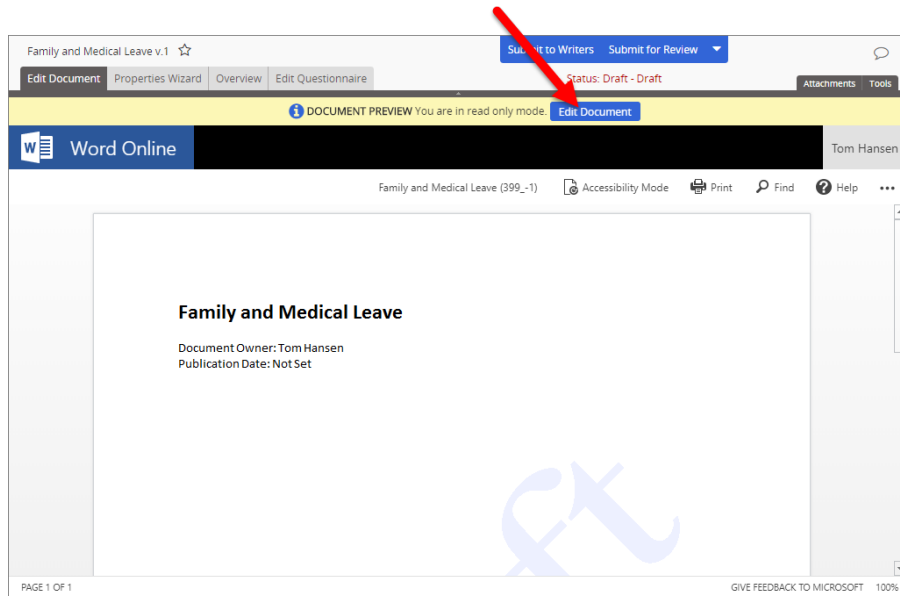 Family and Medical Leave v.1
Submit to Writers Submit for Review
Edit Document Properties Wizard Overview Edit Questionnaire
Status: Draft - Draft
Attachments Tools
DOCUMENT PREVIEW You are in read only mode. Edit Document
Word Online
Tom Hansen
Family and Medical Leave (399_-1) Accessibility Mode Print Find Help
Family and Medical Leave
Document Owner: Tom Hansen
Publication Date: Not Set
ft
PAGE 1 OF 1
GIVE FEEDBACK TO MICROSOFT 100%